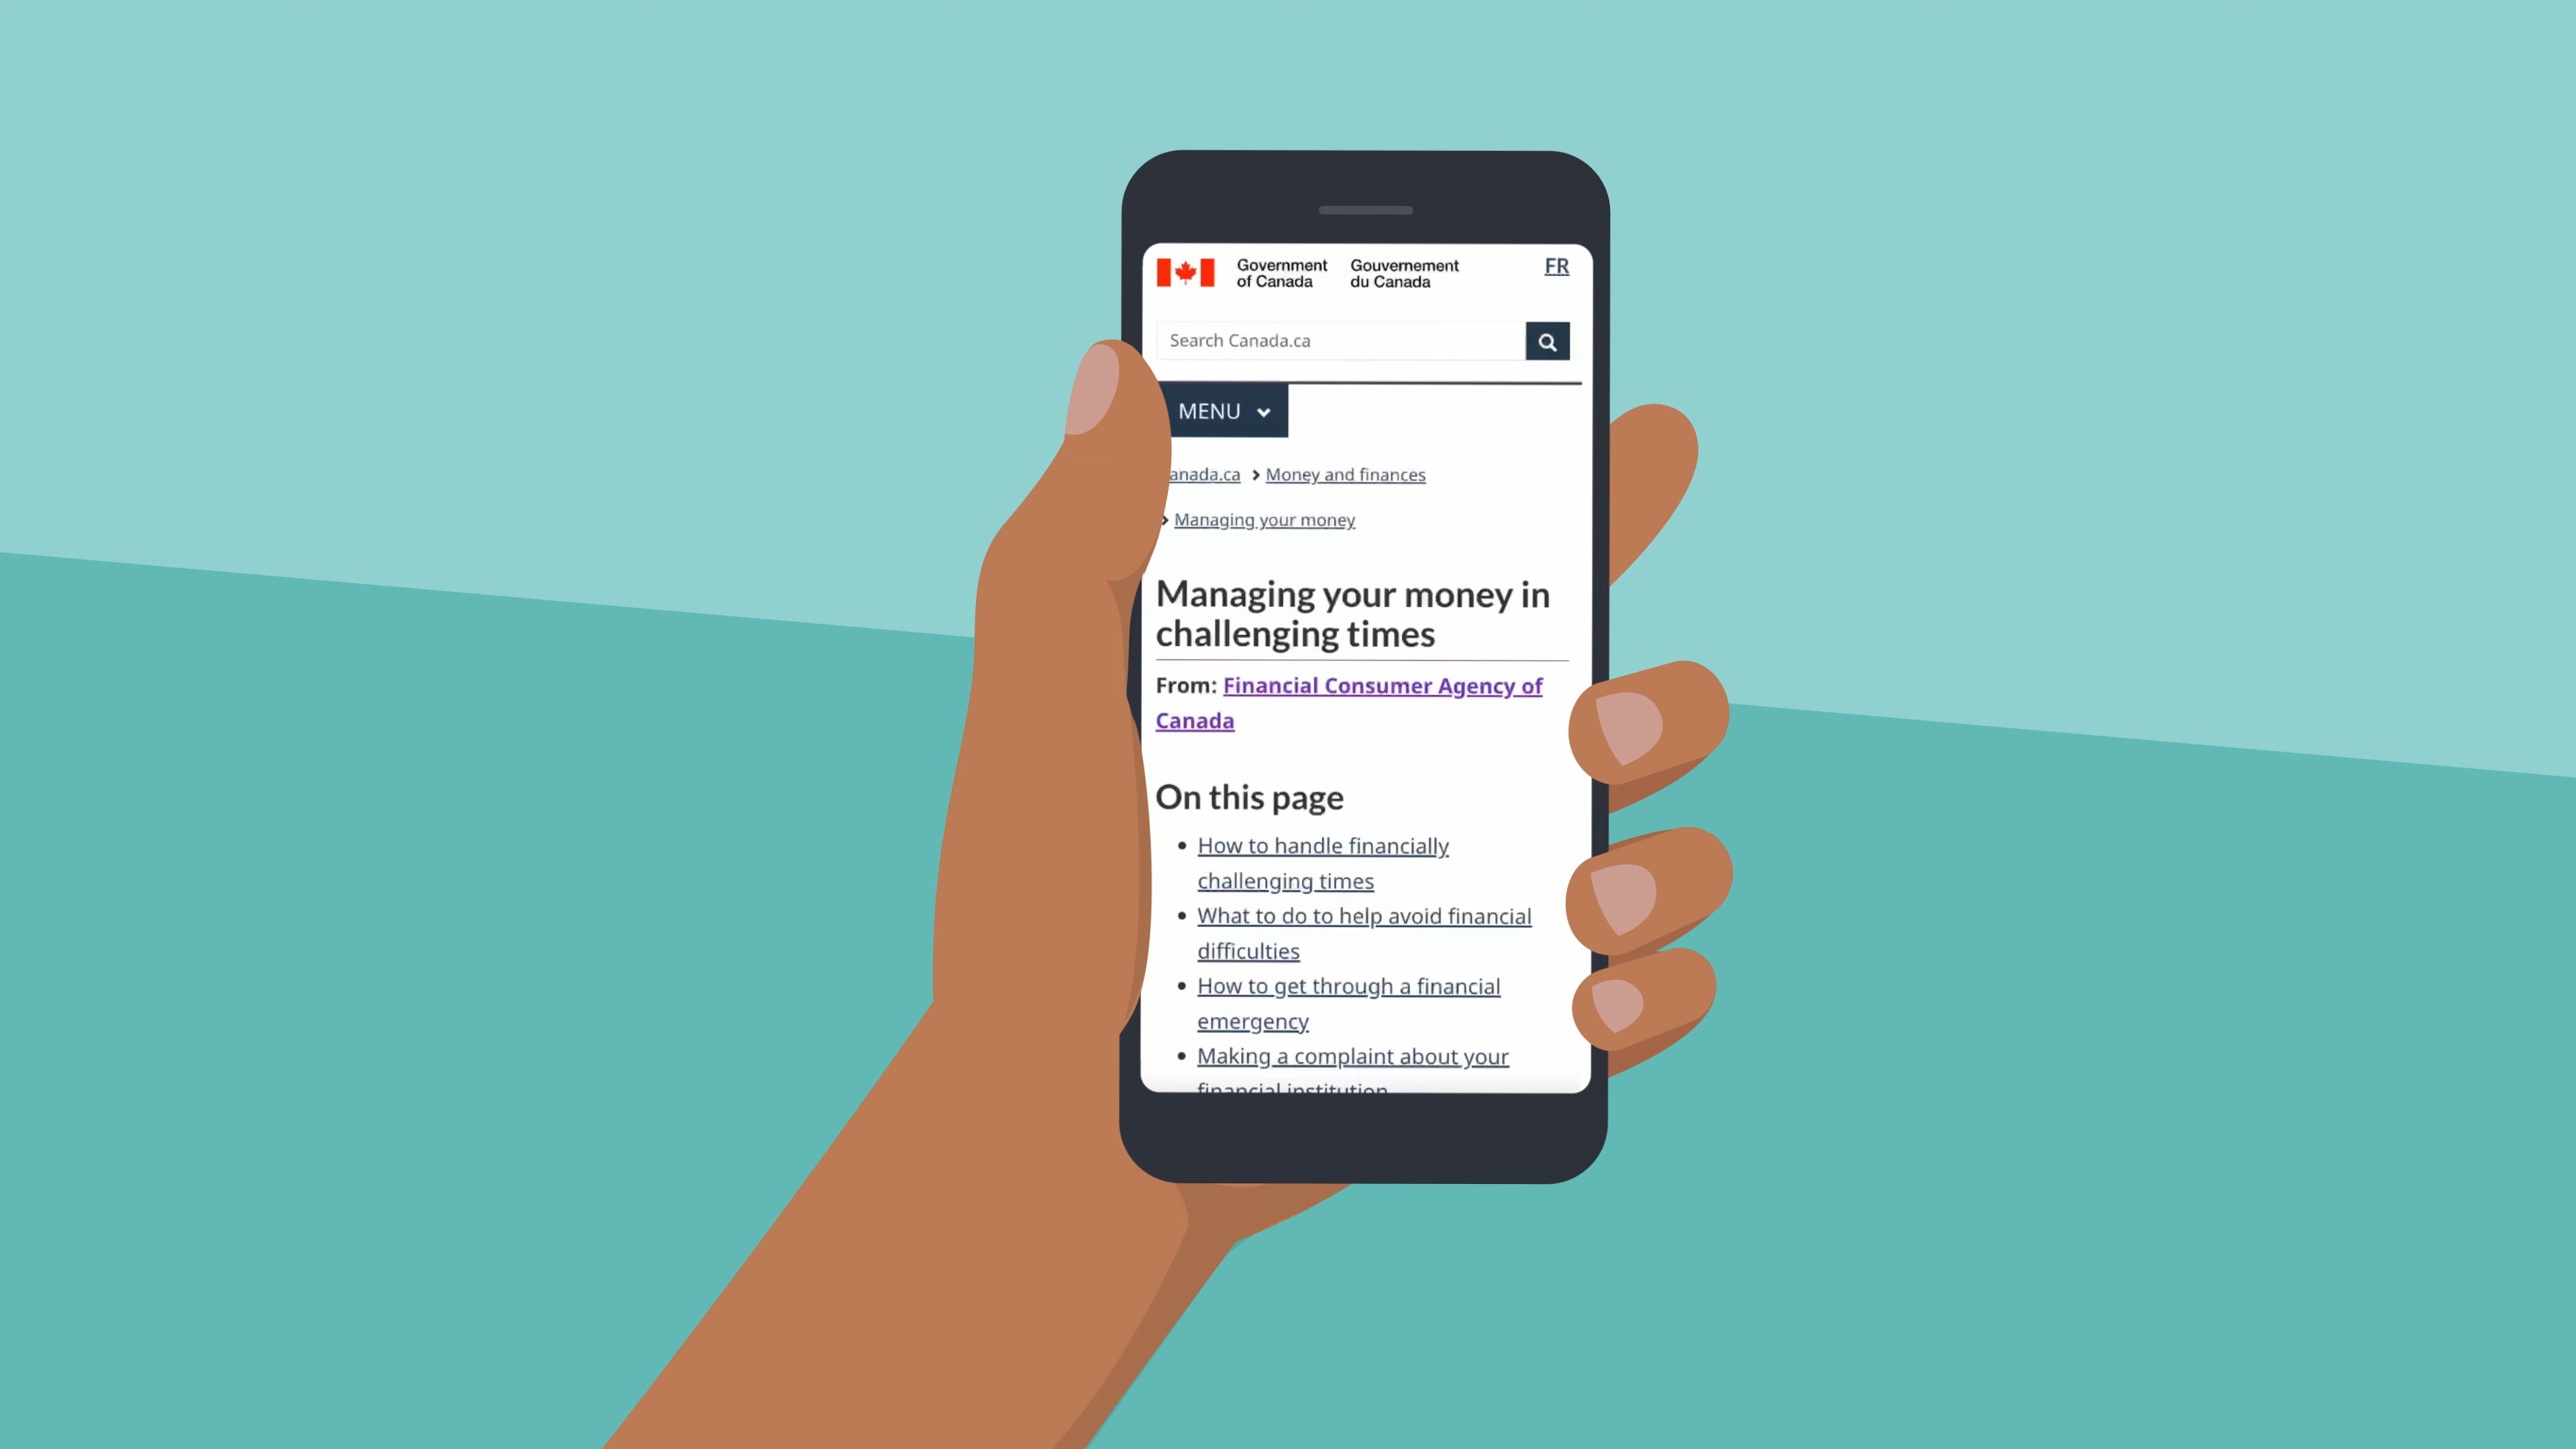 Government
of Canada
Gouvernement
du Canada
FR
Search Canada.ca
MENU
anada.ca > Money and finances
> Managing your money
Managing your money in
challenging times
From: Financial Consumer Agency of
Canada
On this page
• How to handle financially
challenging times
• What to do to help avoid financial
difficulties
• How to get through a financial
emergency
• Making a complaint about your
financial institution